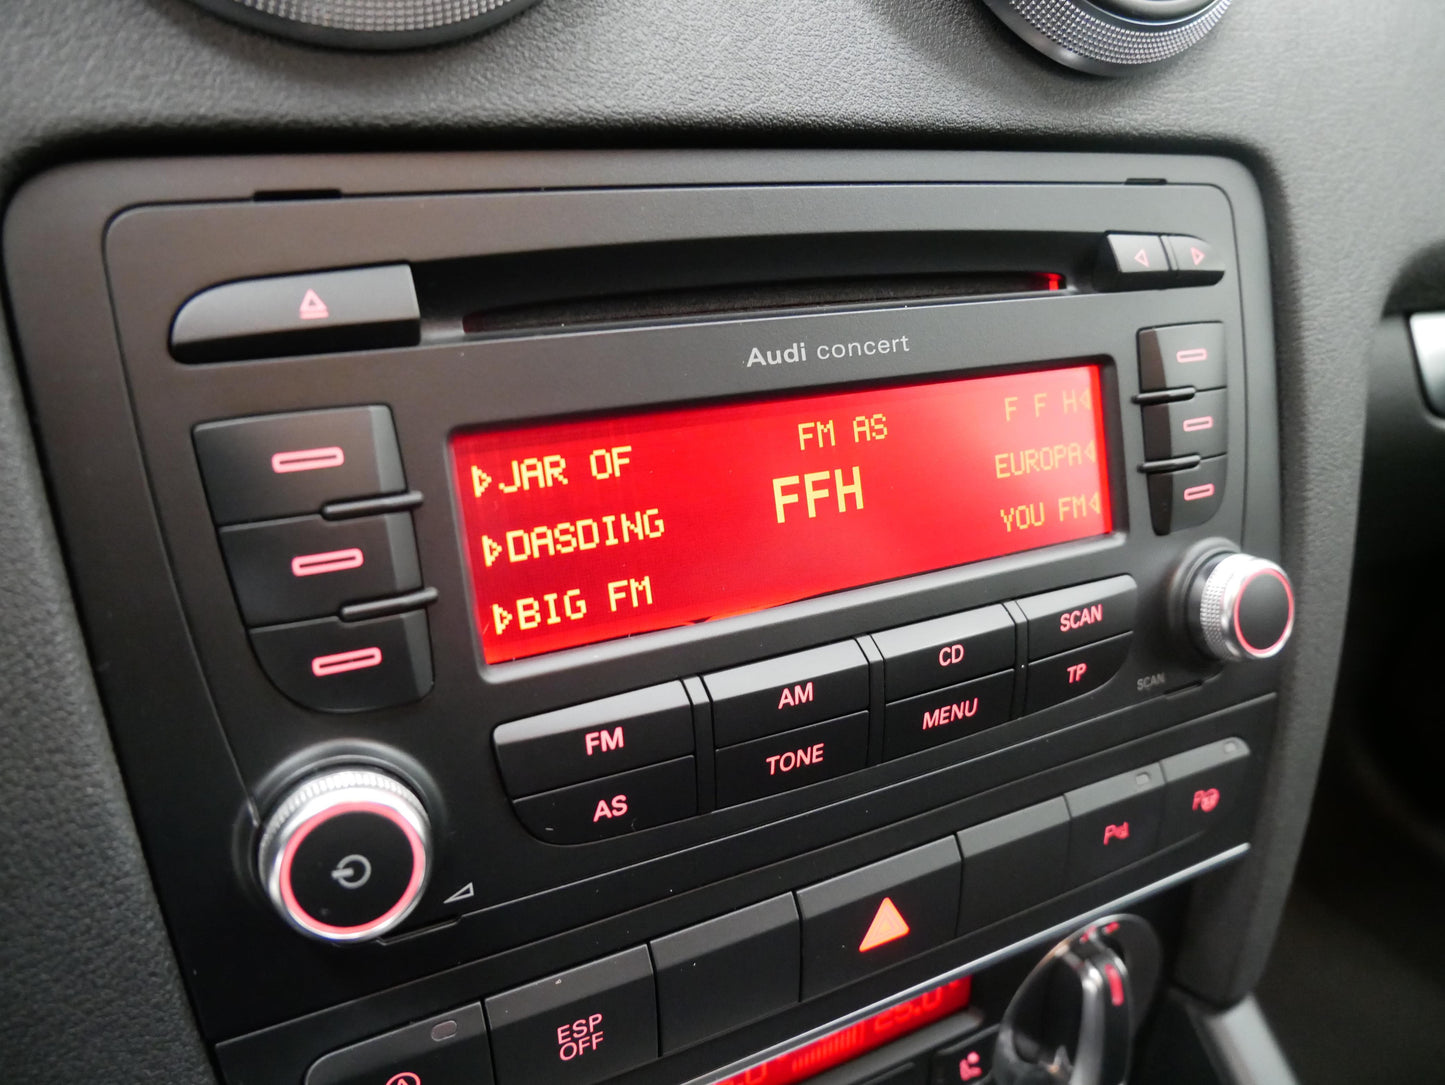 Audi concert
FM AS
JAR OF
F F H
DASDING
FFH
EUROPA
BIG FM
YOU FM
FM
AM
CD
SCAN
AS
TONE
MENU
TP
SCAN
ESP
OFF